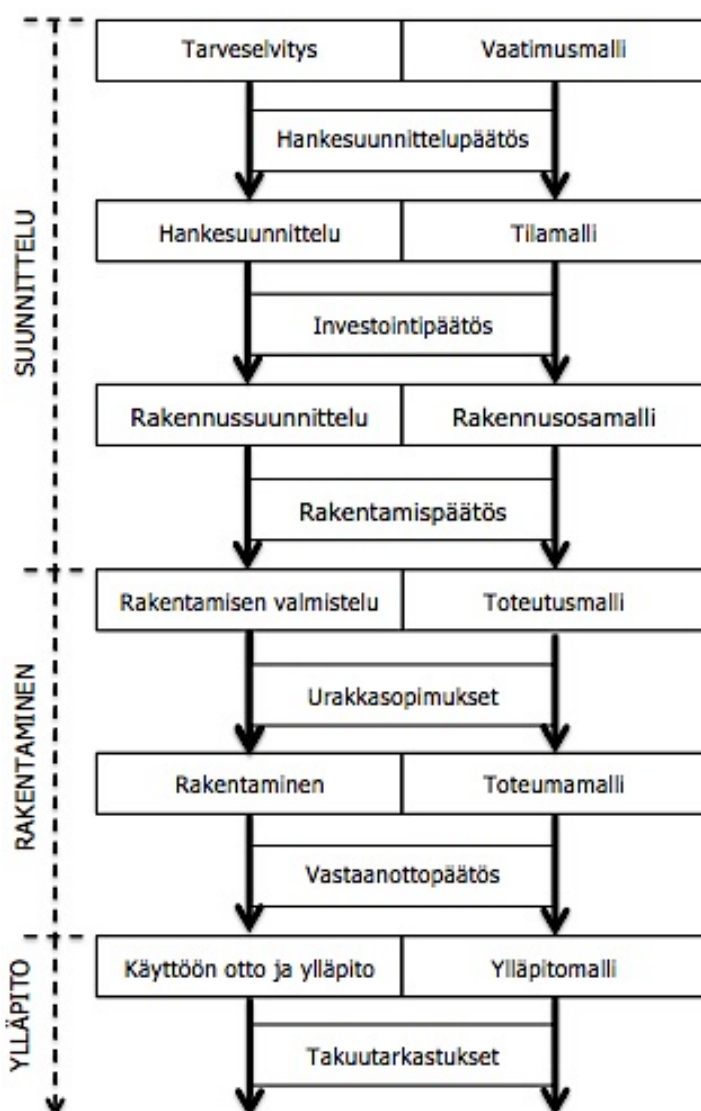 SUUNNITTELU
Tarveselvitys Vaatimusmalli
Hankesuunnittelupäätös
Hankesuunnittelu Tilamalli
Investointipäätös
Rakennussuunnittelu Rakennusosamalli
Rakentamispäätös
RAKENTAMINEN
Rakentamisen valmistelu Toteutusmalli
Urakkasopimukset
Rakentaminen Toteumamalli
Vastaanottopäätös
YLLÄPITO
Käyttöön otto ja ylläpito Ylläpitomalli
Takuutarkastukset